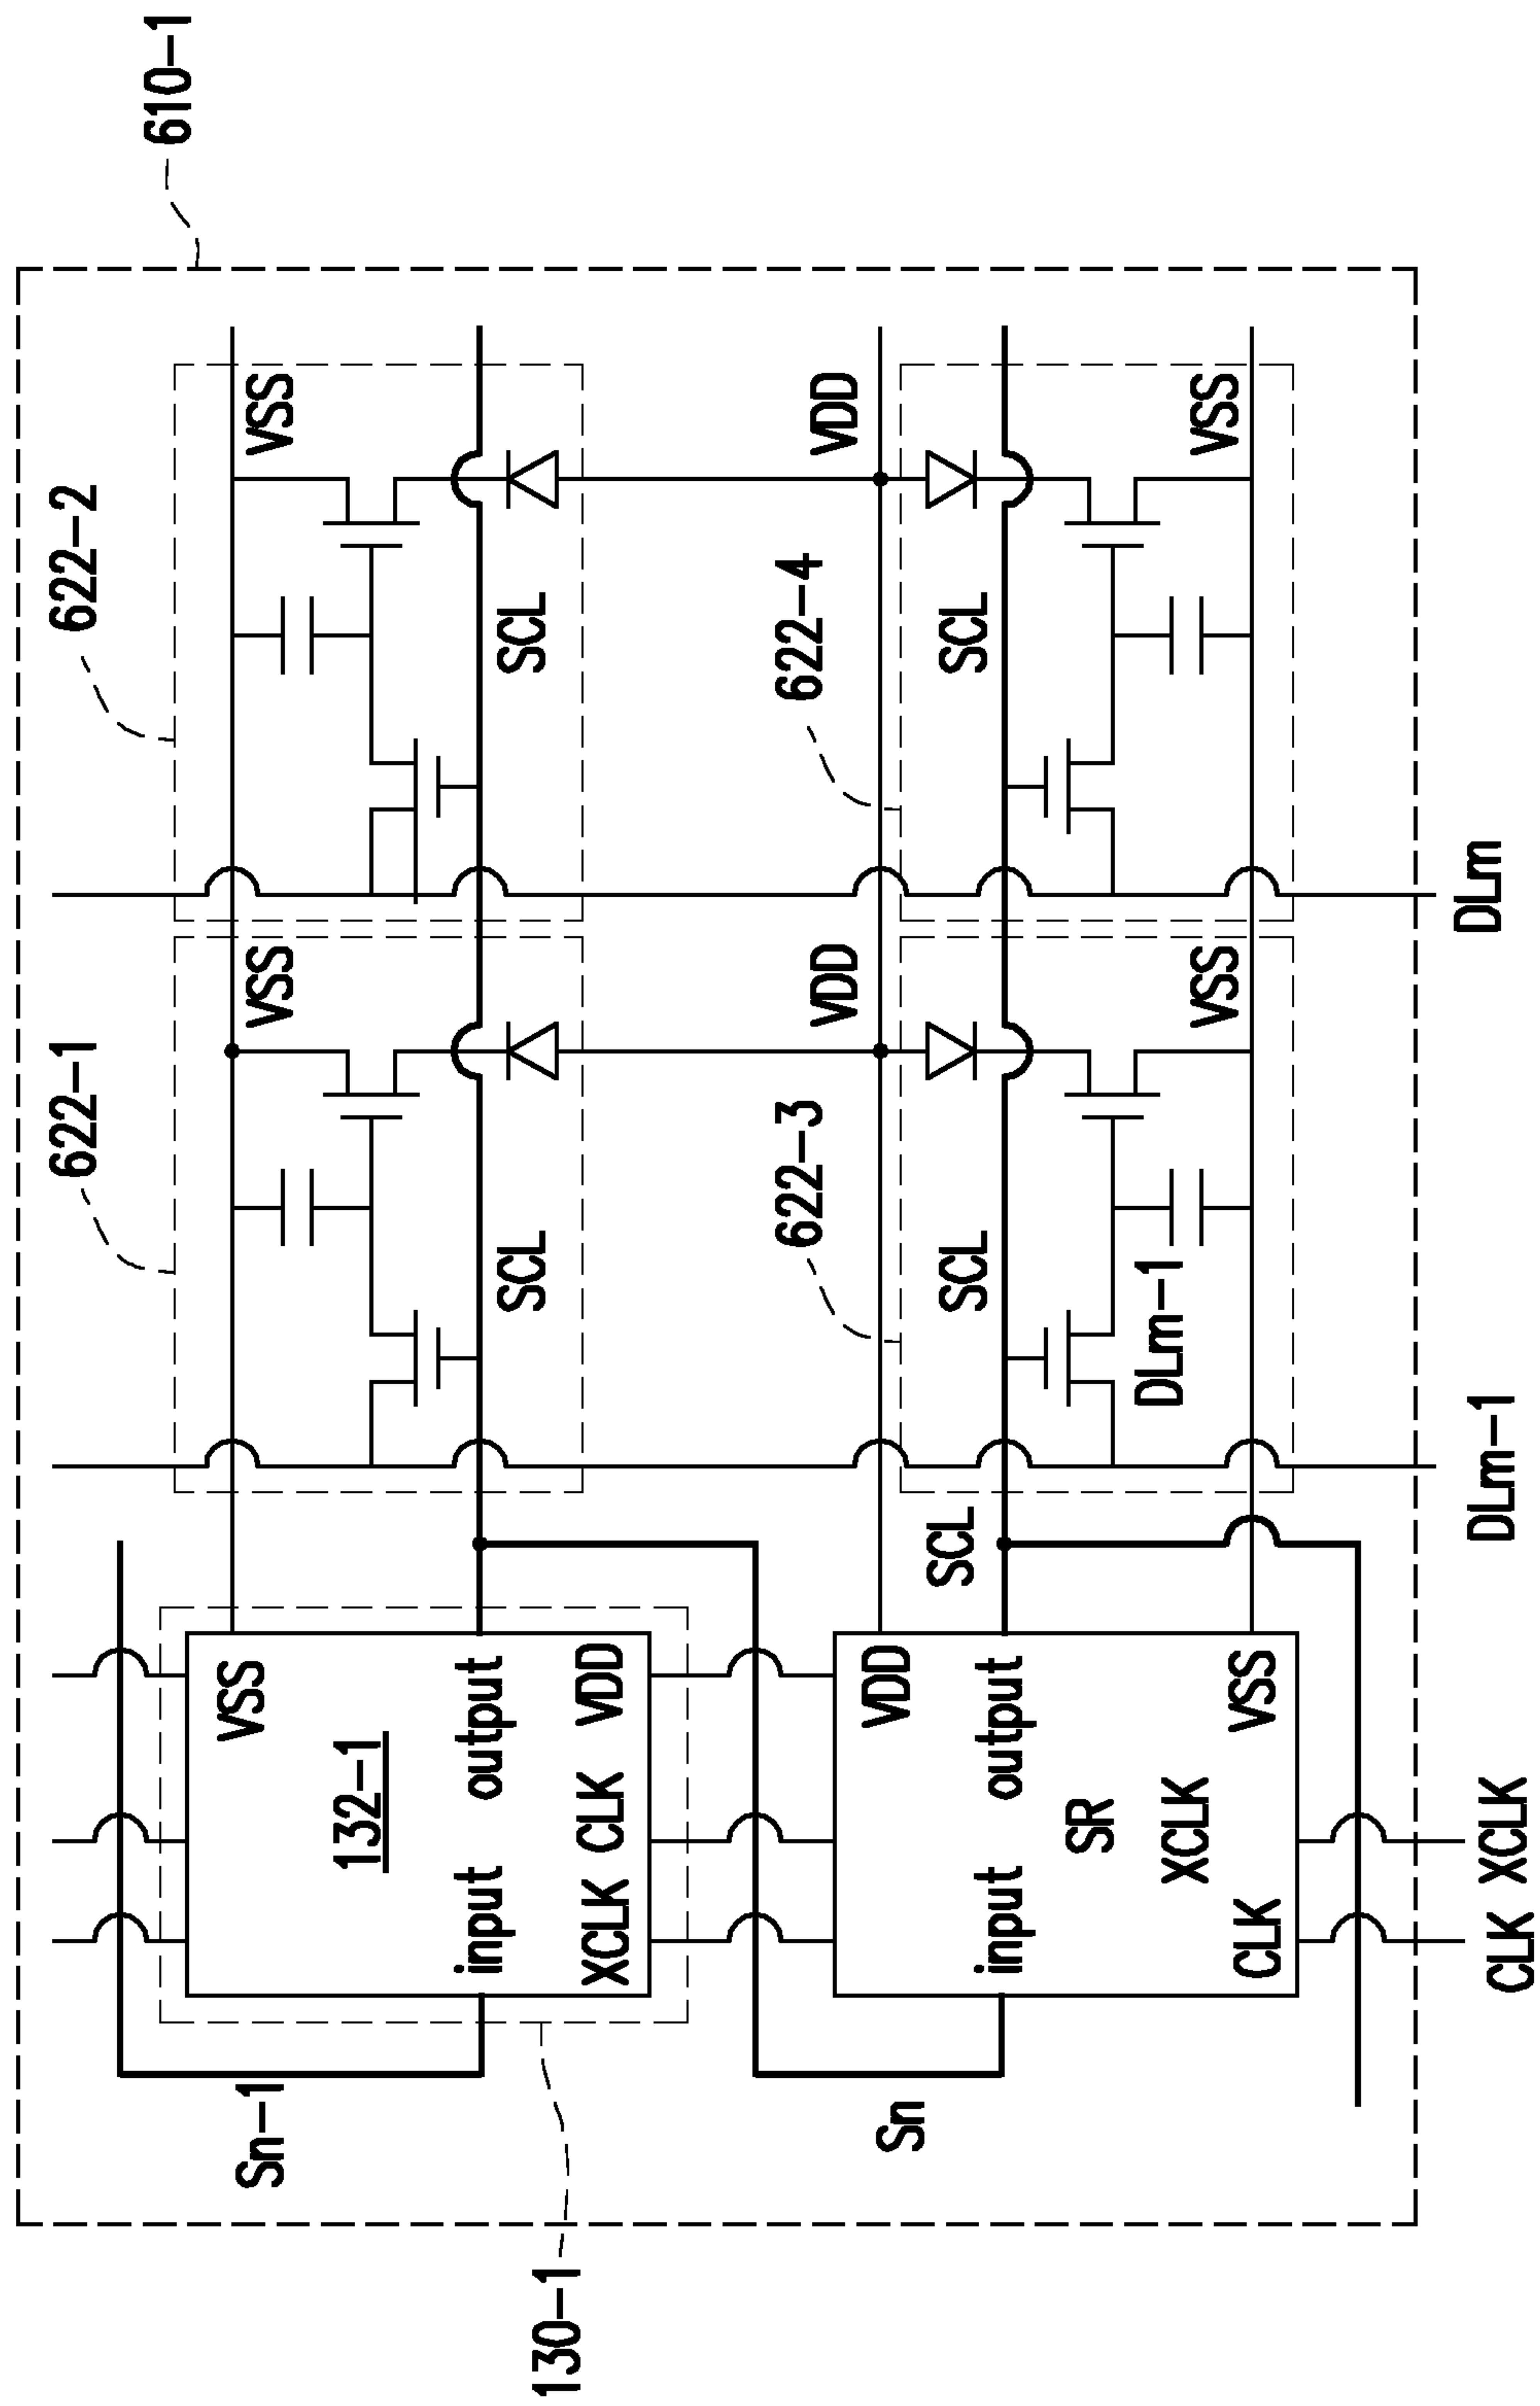 622-1
622-2
610-1
Sn-1
VSS
VSS
VSS
132-1
input
output
SCL
SCL
130-1
XCLK
CLK
VDD
622-3
622-4
VDD
VDD
Sn
VDD
SCL
SCL
SCL
input
output
SR
DLm-1
XCLK
CLK
VSS
VSS
VSS
CLK
XCLK
DLm-1
DLm